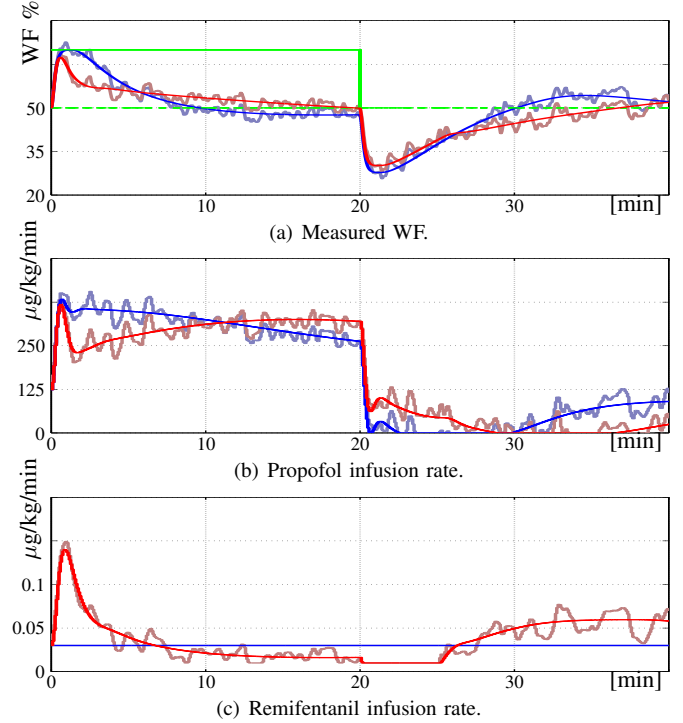 WF %
50
35
20
0
10
20
30
[min]
(a) Measured WF.
µg/kg/min
250
125
0
0
10
20
30
[min]
(b) Propofol infusion rate.
µg/kg/min
0.1
0.05
0
0
10
20
30
[min]
(c) Remifentanil infusion rate.